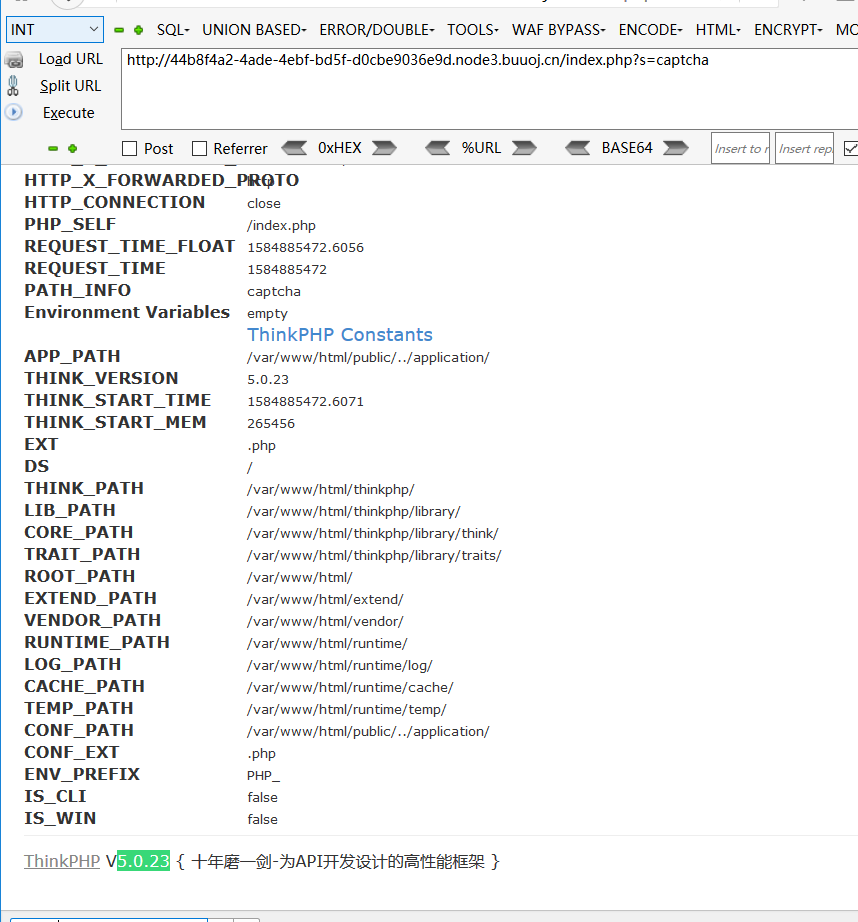 INT SQL- UNION BASED- ERROR/DOUBLE- TOOLS- WAF BYPASS- ENCODE- HTML- ENCRYPT- MO
Load URL http://44b8f4a2-4ade-4ebf-bd5f-d0cbe9036e9d.node3.buuoj.cn/index.php?s=captcha
Split URL
Execute
Post Referrer 0xHEX %URL BASE64 Insert to r Insert repl
HTTP_X_FORWARDED_PROTO http
HTTP_CONNECTION close
PHP_SELF /index.php
REQUEST_TIME_FLOAT 1584885472.6056
REQUEST_TIME 1584885472
PATH_INFO captcha
Environment Variables empty
ThinkPHP Constants
APP_PATH /var/www/html/public/../application/
THINK_VERSION 5.0.23
THINK_START_TIME 1584885472.6071
THINK_START_MEM 265456
EXT .php
DS /
THINK_PATH /var/www/html/thinkphp/
LIB_PATH /var/www/html/thinkphp/library/
CORE_PATH /var/www/html/thinkphp/library/think/
TRAIT_PATH /var/www/html/thinkphp/library/traits/
ROOT_PATH /var/www/html/
EXTEND_PATH /var/www/html/extend/
VENDOR_PATH /var/www/html/vendor/
RUNTIME_PATH /var/www/html/runtime/
LOG_PATH /var/www/html/runtime/log/
CACHE_PATH /var/www/html/runtime/cache/
TEMP_PATH /var/www/html/runtime/temp/
CONF_PATH /var/www/html/public/../application/
CONF_EXT .php
ENV_PREFIX PHP_
IS_CLI false
IS_WIN false
ThinkPHP V5.0.23 { 十年磨一剑-为API开发设计的高性能框架 }